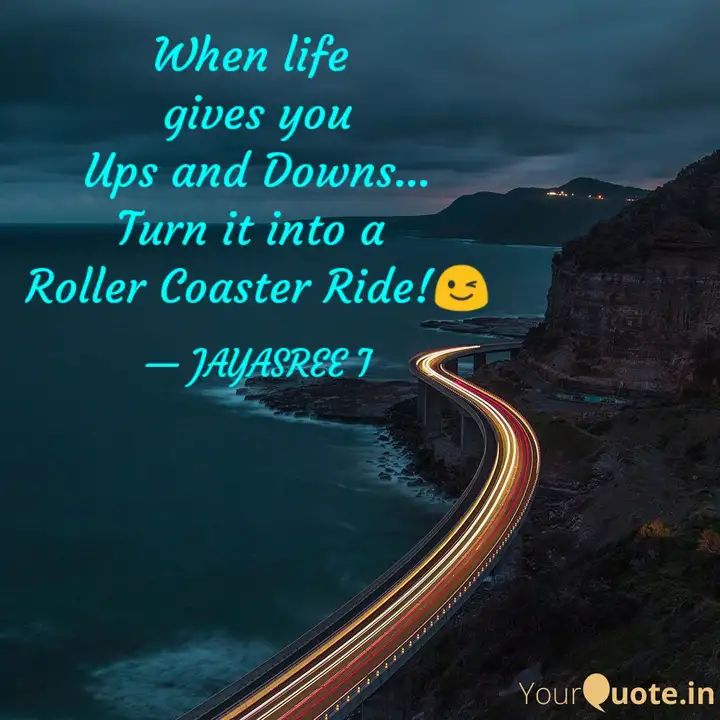 When life
gives you
Ups and Downs...
Turn it into a
Roller Coaster Ride!😉
— JAYASREE I
YourQuote.in